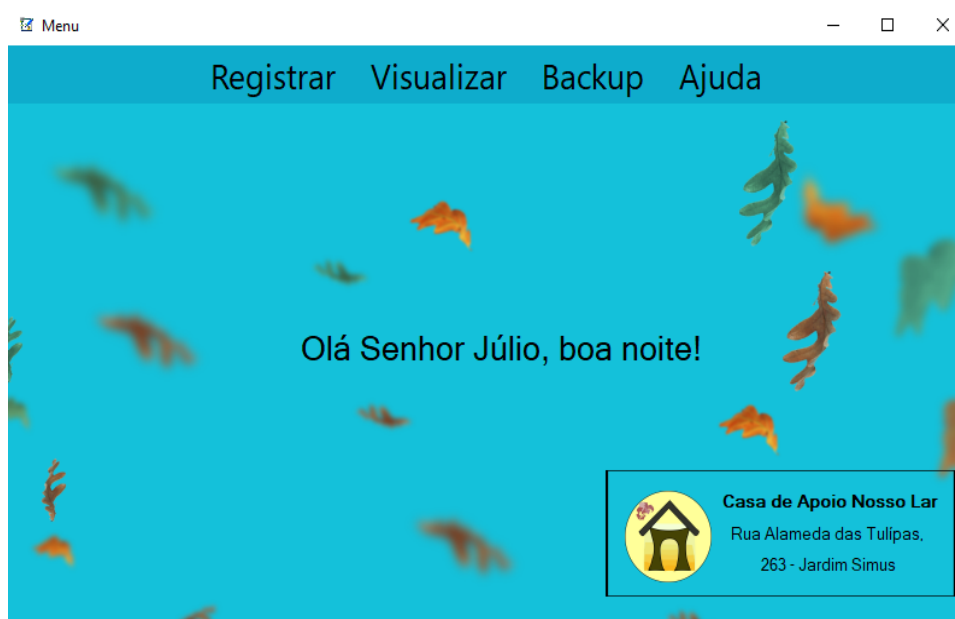 Menu
Registrar Visualizar Backup Ajuda
Olá Senhor Júlio, boa noite!
Casa de Apoio Nosso Lar
Rua Alameda das Tulípas,
263 - Jardim Simus